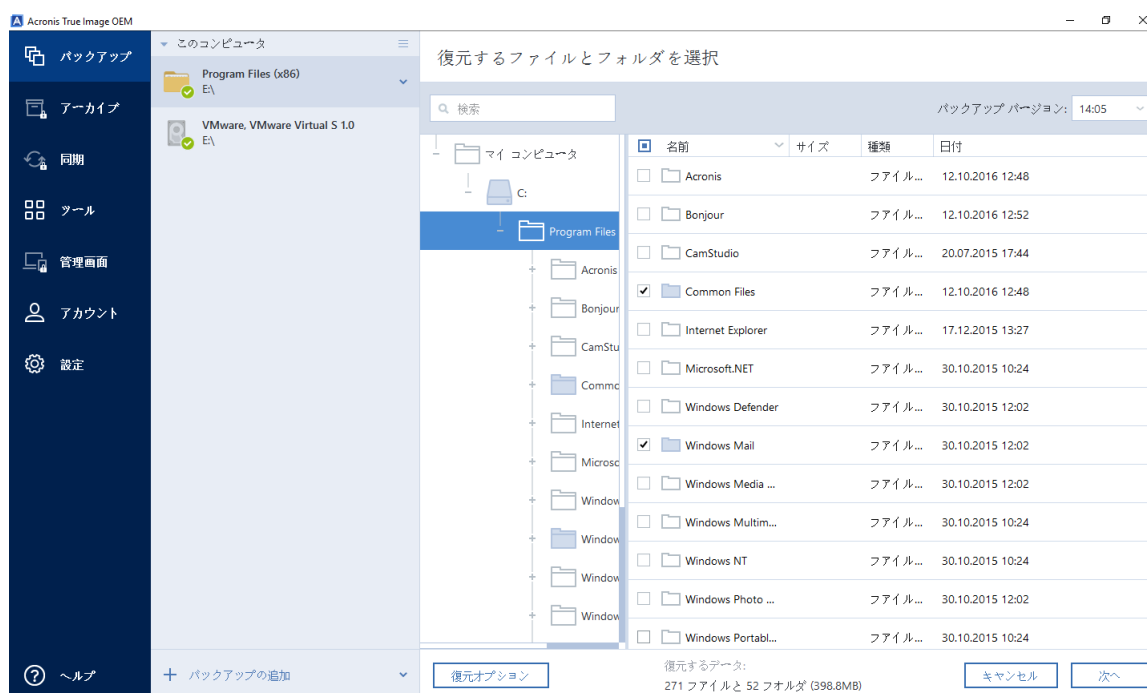 Acronis True Image OEM
バックアップ
アーカイブ
同期
ツール
管理画面
アカウント
設定
ヘルプ
このコンピュータ
Program Files (x86)
E:\
VMware, VMware Virtual S 1.0
E:\
バックアップの追加
復元するファイルとフォルダを選択
検索
バックアップ バージョン: 14:05
マイ コンピュータ
C:
Program Files
Acronis
Bonjour
CamStu
Commo
Internet
Microso
Window
Window
Window
Window
名前 サイズ 種類 日付
Acronis ファイル... 12.10.2016 12:48
Bonjour ファイル... 12.10.2016 12:52
CamStudio ファイル... 20.07.2015 17:44
Common Files ファイル... 12.10.2016 12:48
Internet Explorer ファイル... 17.12.2015 13:27
Microsoft.NET ファイル... 30.10.2015 10:24
Windows Defender ファイル... 30.10.2015 12:02
Windows Mail ファイル... 30.10.2015 12:02
Windows Media ... ファイル... 30.10.2015 12:02
Windows Multim... ファイル... 30.10.2015 10:24
Windows NT ファイル... 30.10.2015 10:24
Windows Photo ... ファイル... 30.10.2015 12:02
Windows Portabl... ファイル... 30.10.2015 10:24
復元オプション
復元するデータ:
271 ファイルと 52 フォルダ (398.8MB)
キャンセル
次へ